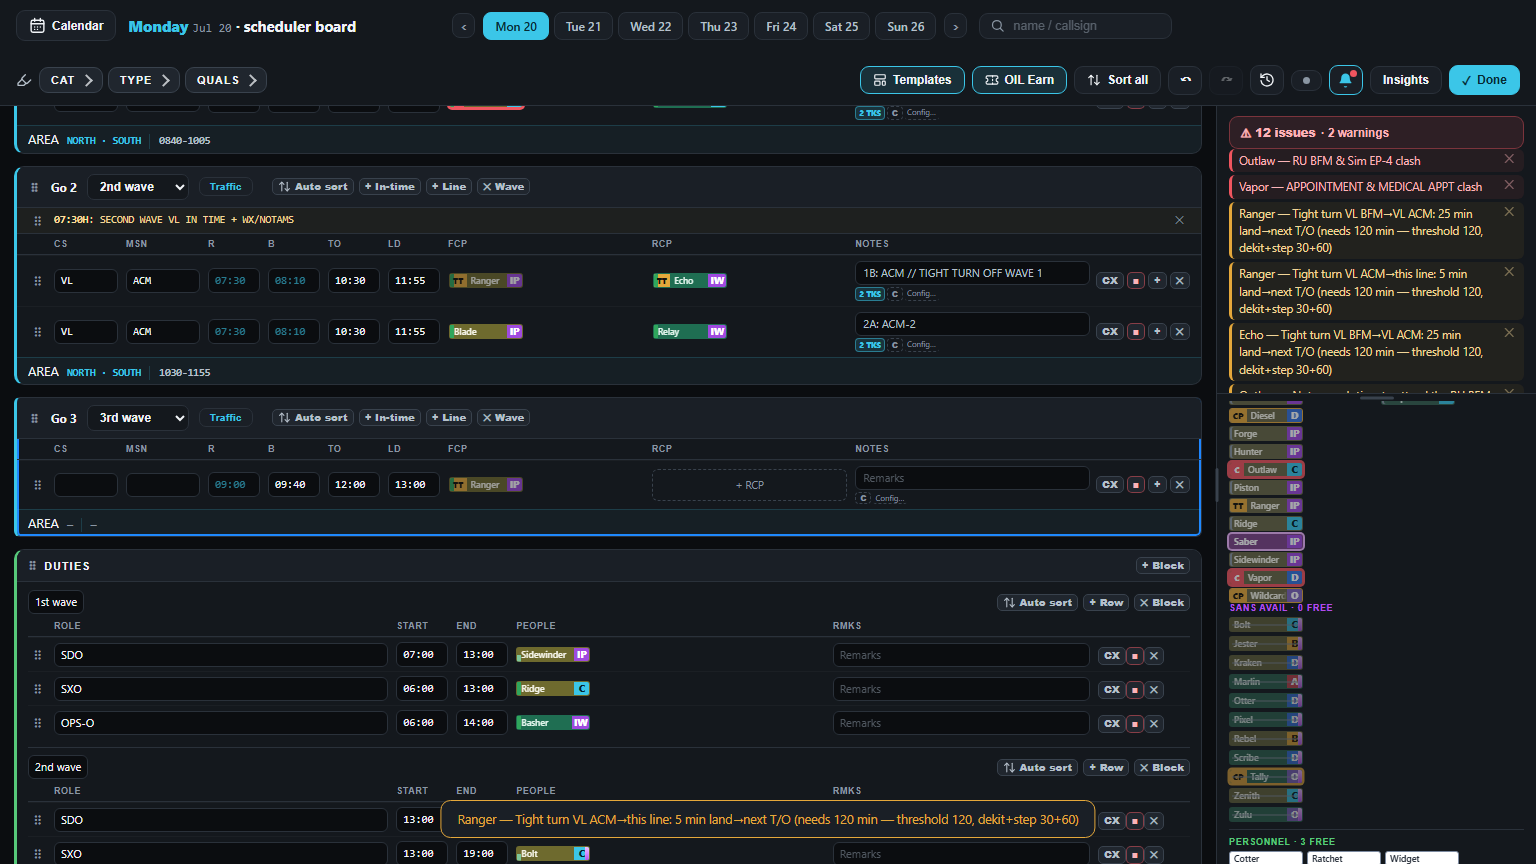 Calendar
Monday Jul 20 · scheduler board
‹ Mon 20 Tue 21 Wed 22 Thu 23 Fri 24 Sat 25 Sun 26 ›
name / callsign
CAT TYPE QUALS
Templates OIL Earn Sort all Insights ✓ Done
2 TKS C Config...
AREA NORTH · SOUTH 0840-1005
Go 2 2nd wave Traffic Auto sort + In-time + Line X Wave
07:30H: SECOND WAVE VL IN TIME + WX/NOTAMS
CS MSN R B TO LD FCP RCP NOTES
VL ACM 07:30 08:10 10:30 11:55 TT Ranger IP TT Echo IW 1B: ACM // TIGHT TURN OFF WAVE 1 CX + X
2 TKS C Config...
VL ACM 07:30 08:10 10:30 11:55 Blade IP Relay IW 2A: ACM-2 CX + X
2 TKS C Config...
AREA NORTH · SOUTH 1030-1155
Go 3 3rd wave Traffic Auto sort + In-time + Line X Wave
CS MSN R B TO LD FCP RCP NOTES
09:00 09:40 12:00 13:00 TT Ranger IP + RCP Remarks CX + X
C Config...
AREA – –
DUTIES + Block
1st wave Auto sort + Row X Block
ROLE START END PEOPLE RMKS
SDO 07:00 13:00 Sidewinder IP Remarks CX X
SXO 06:00 13:00 Ridge C Remarks CX X
OPS-O 06:00 14:00 Basher IW Remarks CX X
2nd wave Auto sort + Row X Block
ROLE START END PEOPLE RMKS
SDO 13:00 CX X
Ranger — Tight turn VL ACM→this line: 5 min land→next T/O (needs 120 min — threshold 120, dekit+step 30+60)
SXO 13:00 19:00 Bolt C Remarks CX X
⚠ 12 issues · 2 warnings
Outlaw — RU BFM & Sim EP-4 clash
Vapor — APPOINTMENT & MEDICAL APPT clash
Ranger — Tight turn VL BFM→VL ACM: 25 min
land→next T/O (needs 120 min — threshold 120,
dekit+step 30+60)
Ranger — Tight turn VL ACM→this line: 5 min
land→next T/O (needs 120 min — threshold 120,
dekit+step 30+60)
Echo — Tight turn VL BFM→VL ACM: 25 min
land→next T/O (needs 120 min — threshold 120,
dekit+step 30+60)
CP Diesel D
Forge IP
Hunter IP
C Outlaw C
Piston IP
TT Ranger IP
Ridge C
Saber IP
Sidewinder IP
C Vapor D
CP Wildcard O
SANS AVAIL · 0 FREE
Bolt C
Jester B
Kraken D
Marlin A
Otter D
Pixel D
Rebel B
Scribe D
CP Tally O
Zenith C
Zulu O
PERSONNEL · 3 FREE
Cotter Ratchet Widget